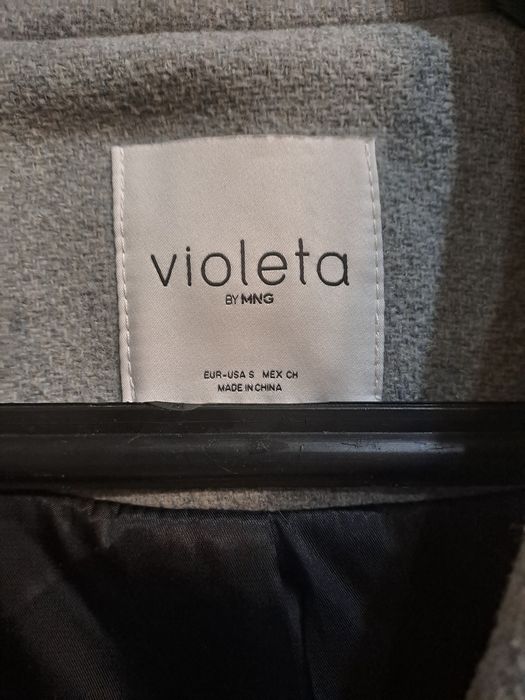 violeta
BY MNG
EUR-USA S MEX CH
MADE IN CHINA